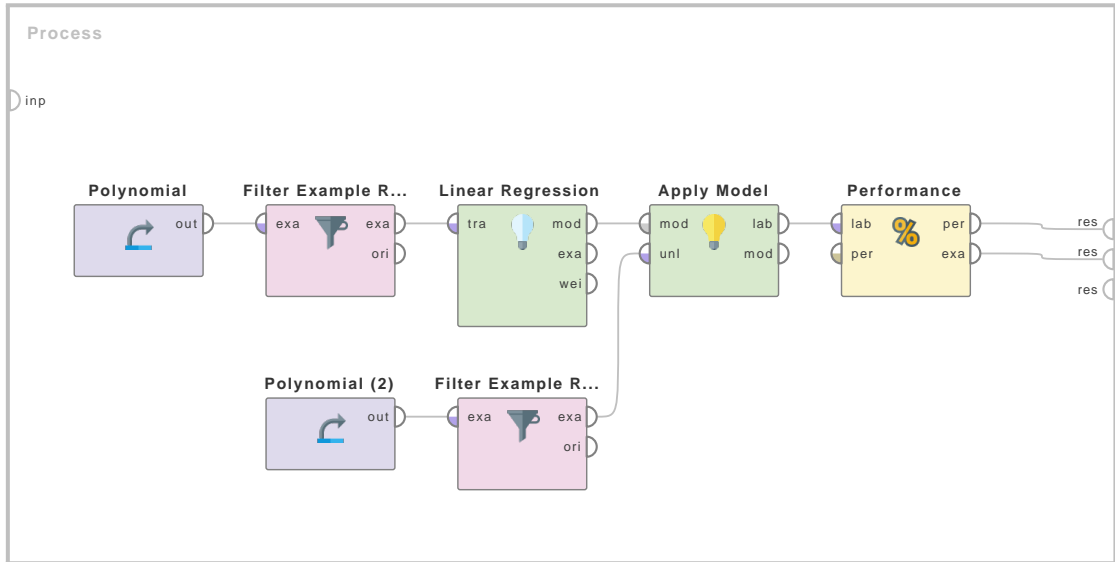 Process
inp
Polynomial
out
Filter Example R...
exa exa
ori
Linear Regression
tra mod
exa
wei
Apply Model
mod lab
unl mod
Performance
% 
lab per
per exa
res
res
res
Polynomial (2)
out
Filter Example R...
exa exa
ori